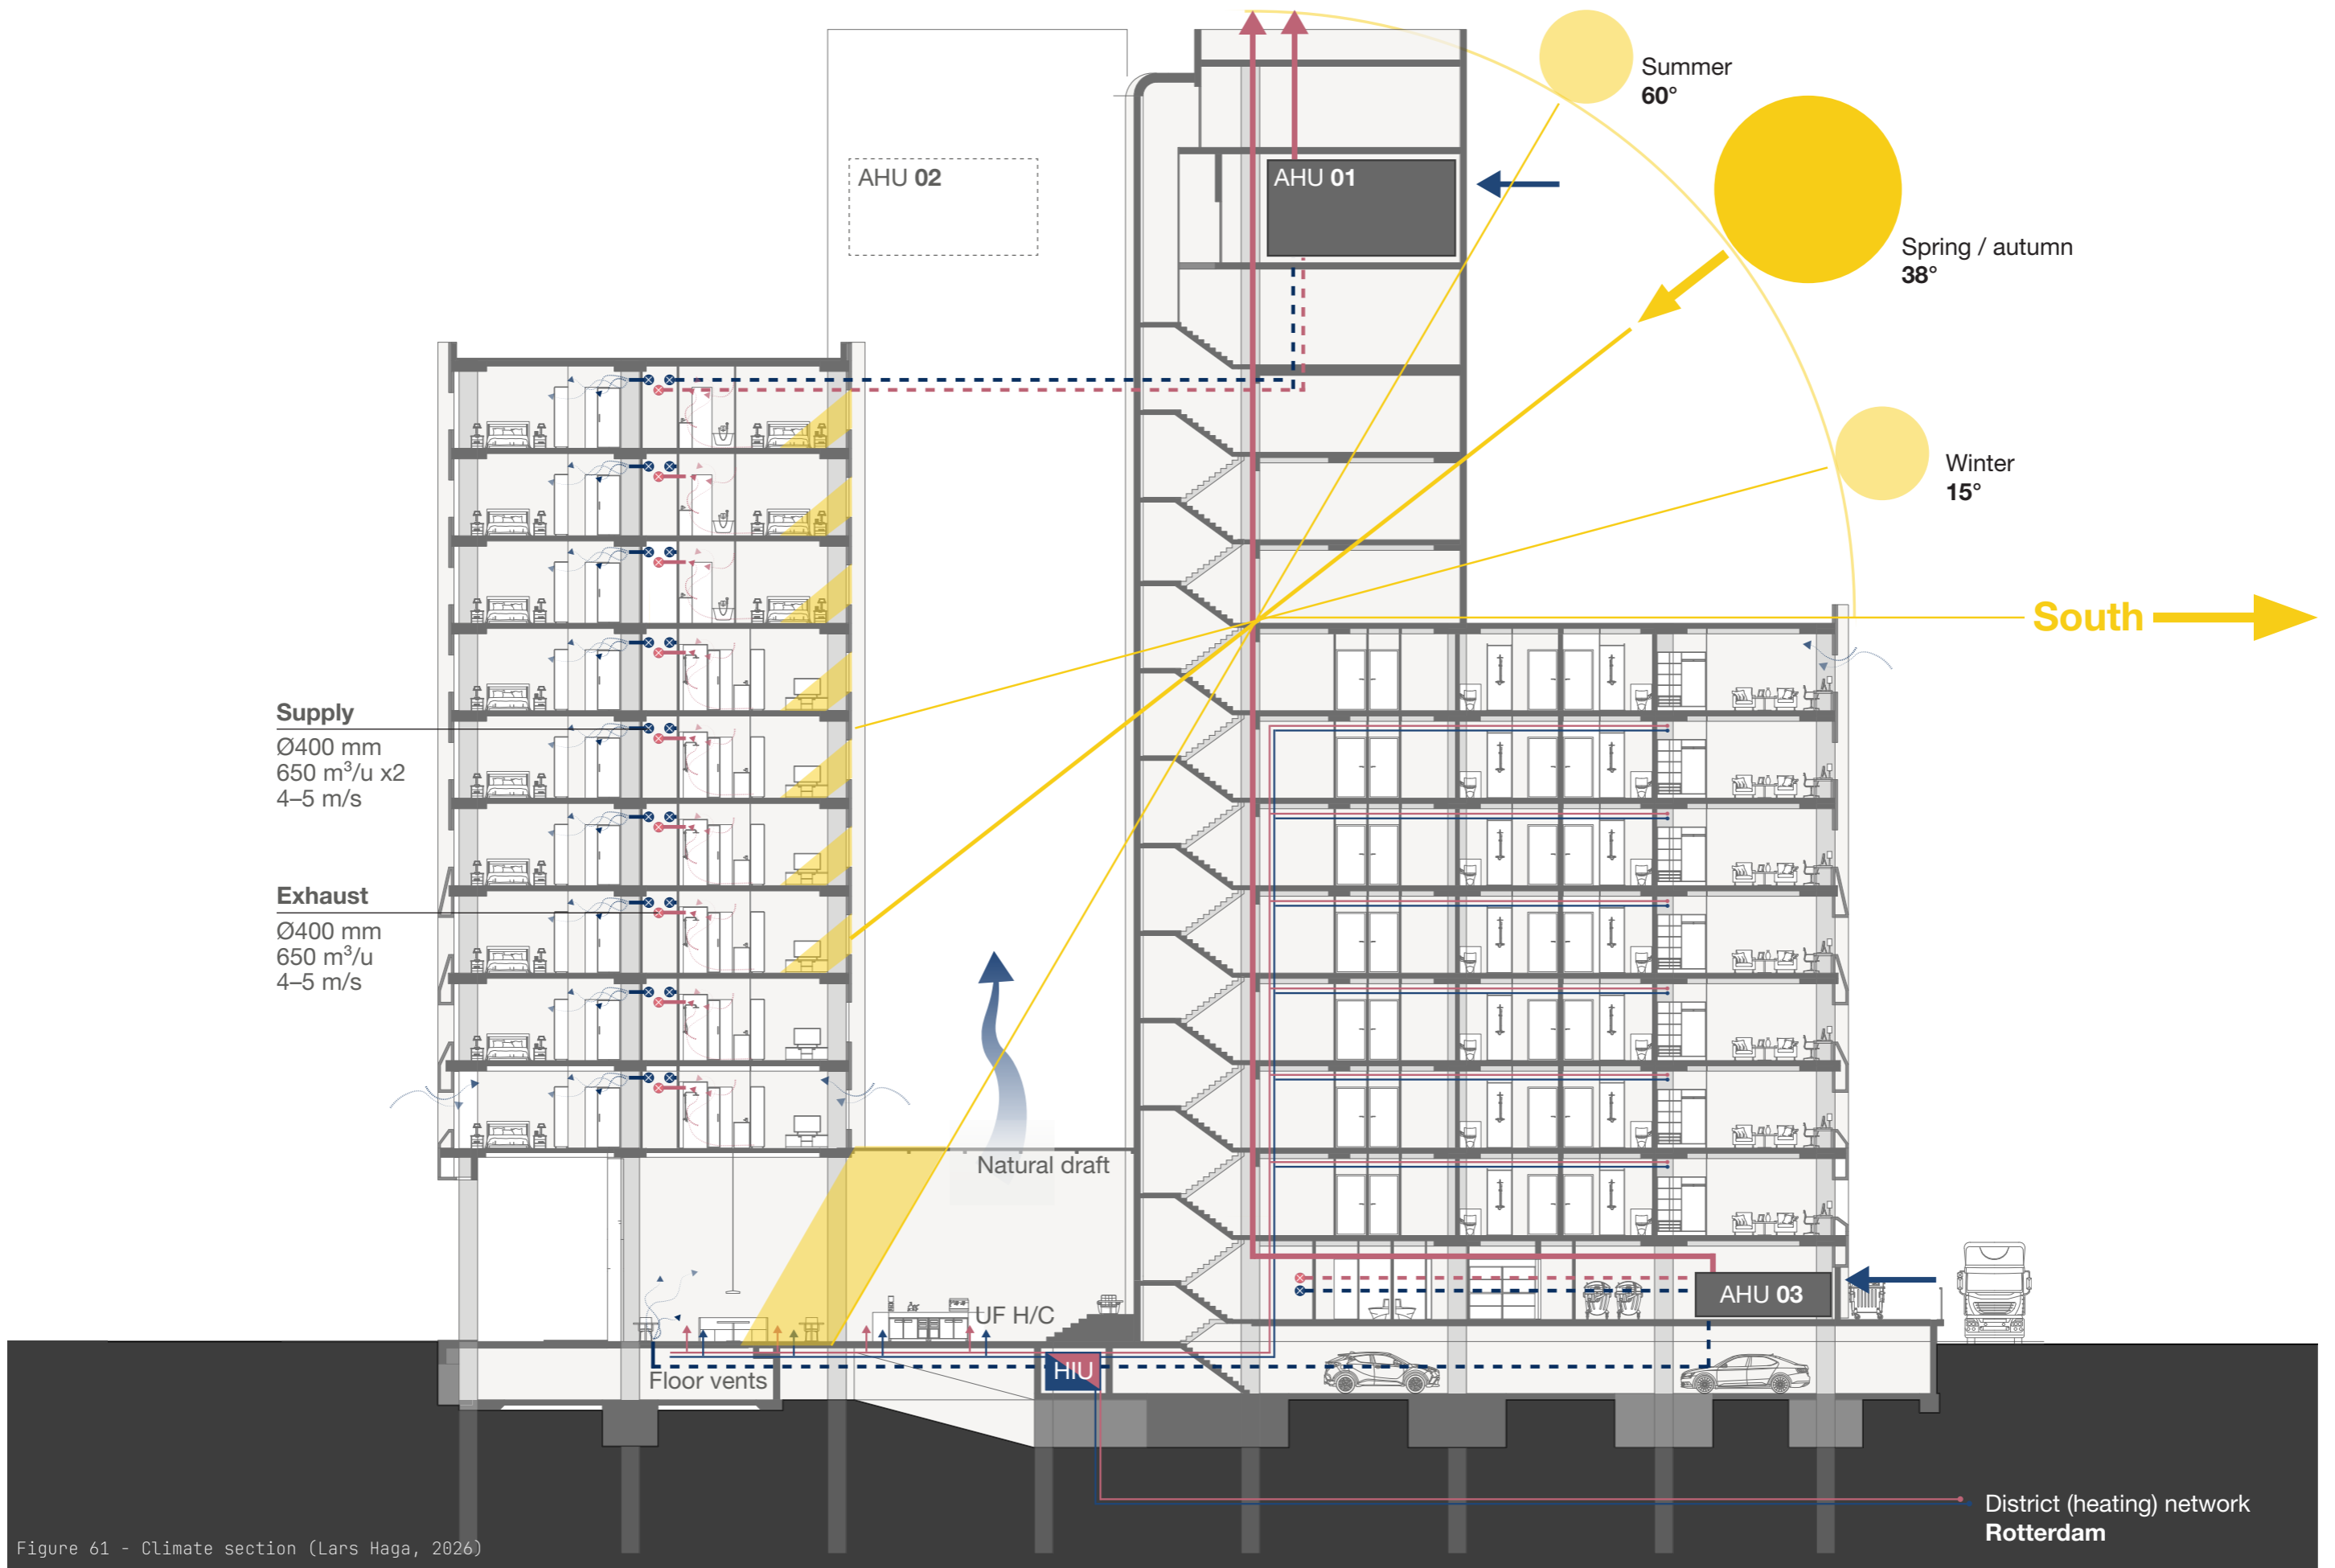 Summer
60°
AHU 02
AHU 01
Spring / autumn
38°
Winter
15°
South
Supply
Ø400 mm
650 m³/u x2
4–5 m/s
Exhaust
Ø400 mm
650 m³/u
4–5 m/s
Natural draft
UF H/C
AHU 03
HIU
Floor vents
District (heating) network
Rotterdam
Figure 61 - Climate section (Lars Haga, 2026)